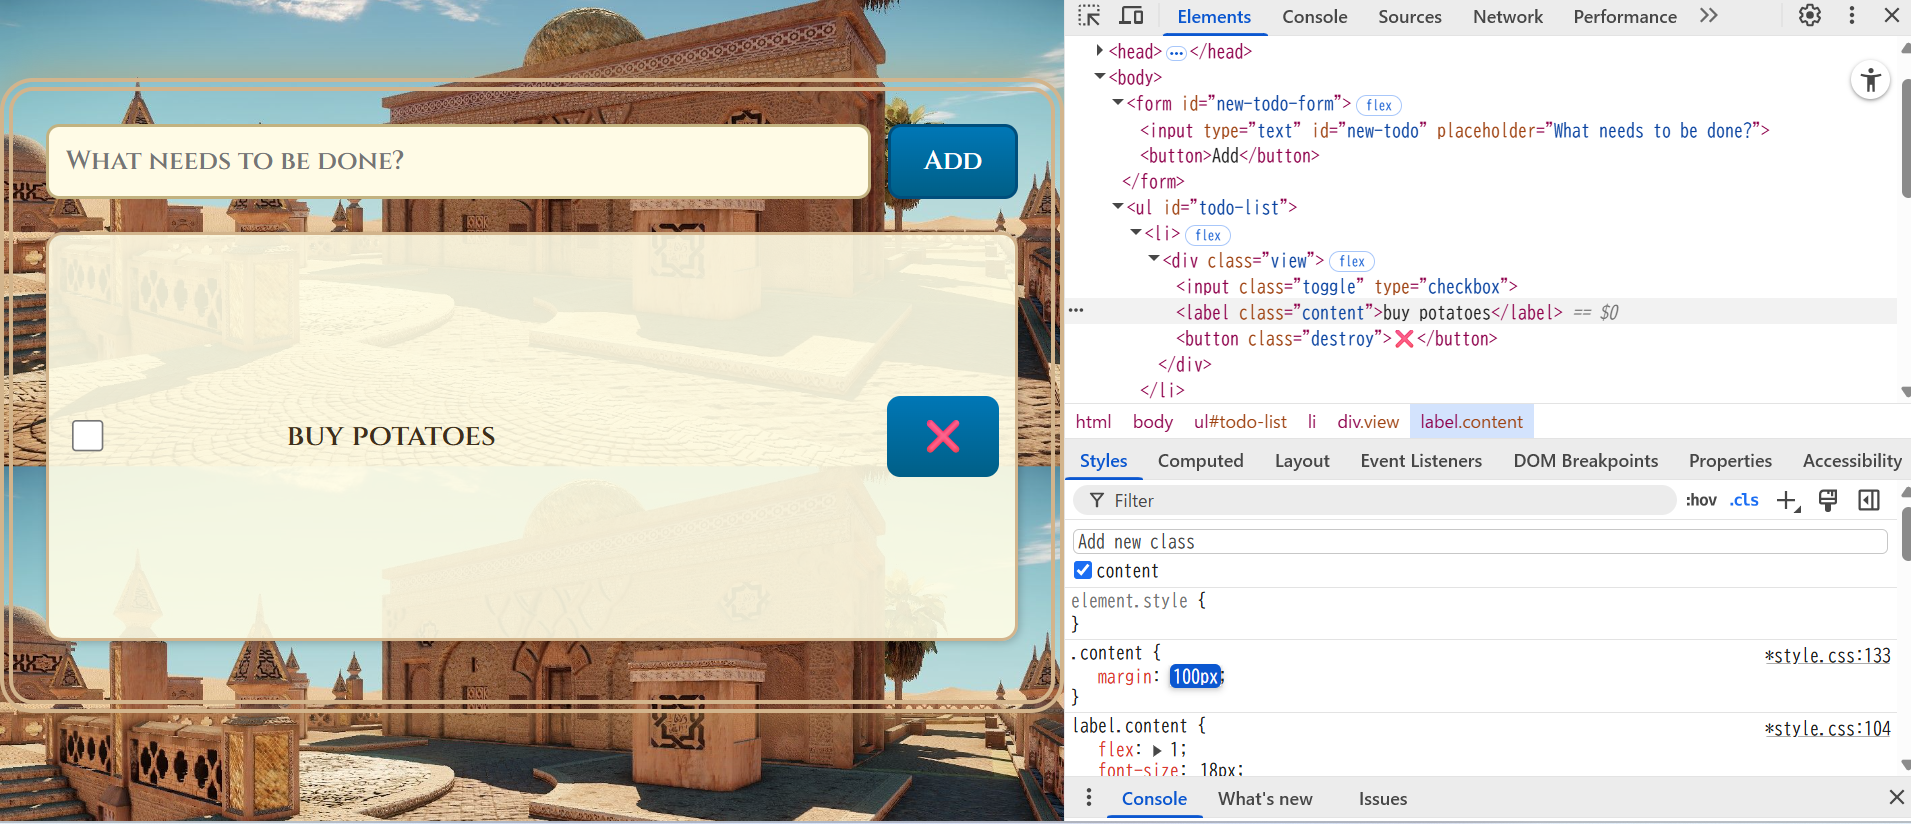 What needs to be done?
Add
buy potatoes
Elements Console Sources Network Performance
<head> ••• </head>
<body>
<form id="new-todo-form"> flex
<input type="text" id="new-todo" placeholder="What needs to be done?">
<button>Add</button>
</form>
<ul id="todo-list">
<li> flex
<div class="view"> flex
<input class="toggle" type="checkbox">
••• <label class="content">buy potatoes</label> == $0
<button class="destroy">❌</button>
</div>
</li>
html body ul#todo-list li div.view label.content
Styles Computed Layout Event Listeners DOM Breakpoints Properties Accessibility
Filter :hov .cls
Add new class
content
element.style {
}
.content { *style.css:133
margin: 100px;
}
label.content { *style.css:104
flex: 1;
font-size: 18px;
Console What's new Issues